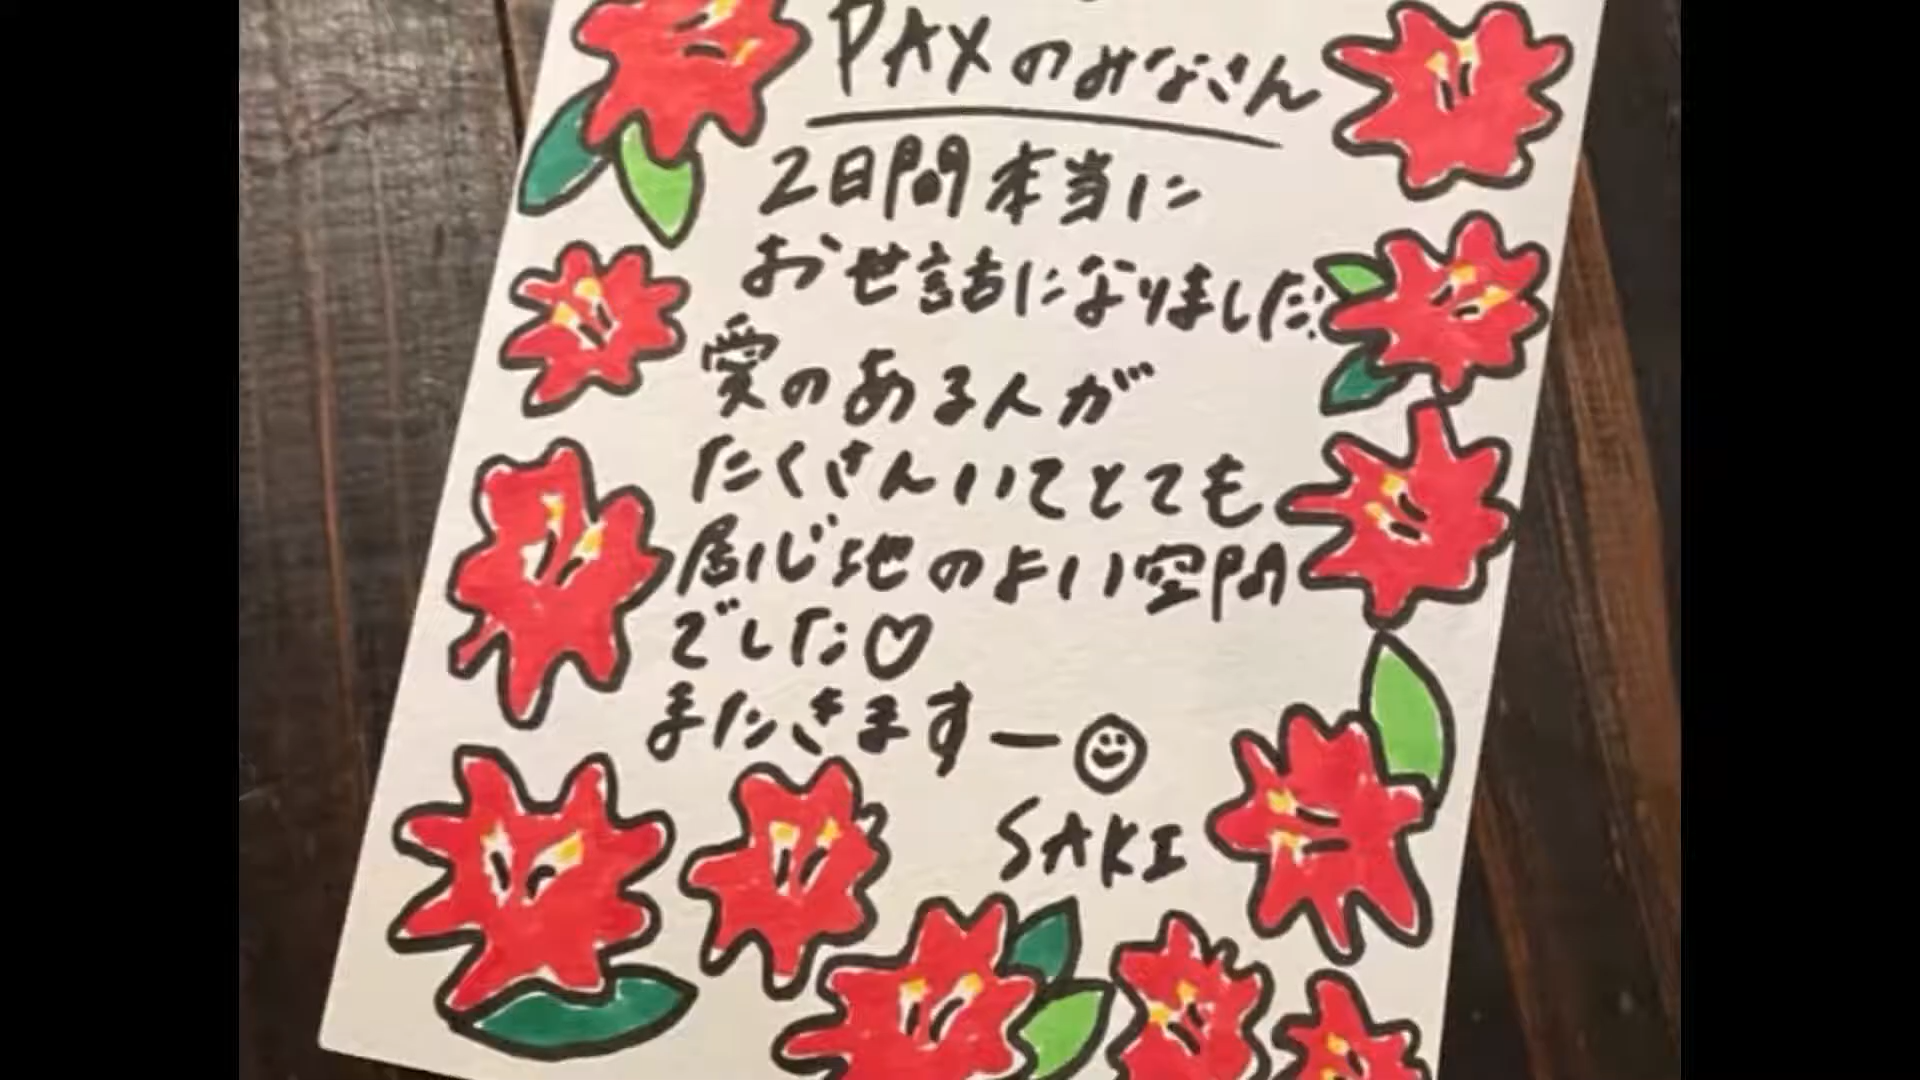 PAXのみなさん
2日間本当に
お世話になりました
愛のある人が
たくさんいてとても
居心地のよい空間
でした♡
またきますー
SAKI